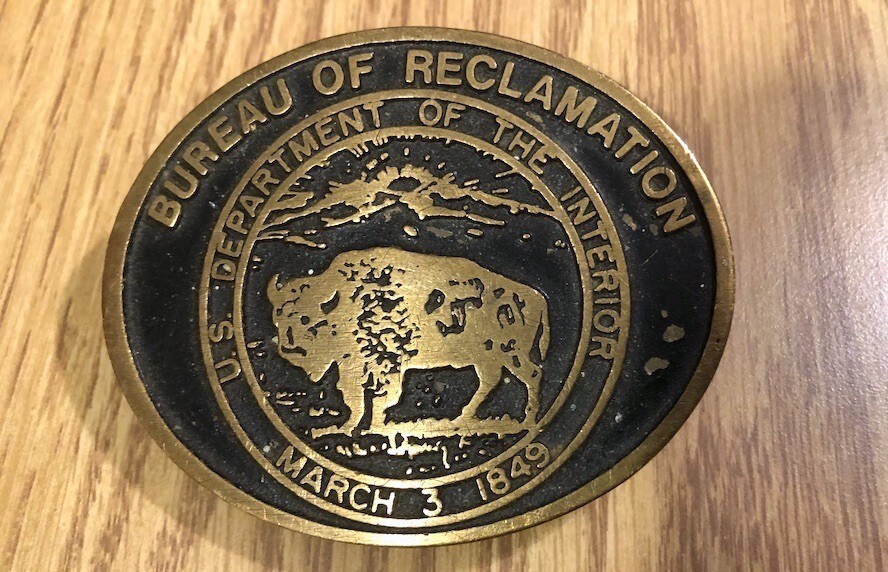 BUREAU OF RECLAMATION
U.S. DEPARTMENT OF THE INTERIOR
MARCH 3 1849